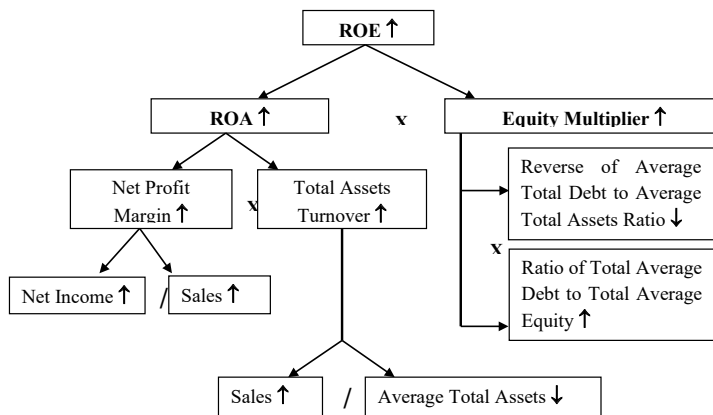 ROE ↑
ROA ↑
x
Equity Multiplier ↑
Net Profit
Margin ↑
x
Total Assets
Turnover ↑
Reverse of Average
Total Debt to Average
Total Assets Ratio ↓
x
Ratio of Total Average
Debt to Total Average
Equity ↑
Net Income ↑
/
Sales ↑
Sales ↑
/
Average Total Assets ↓